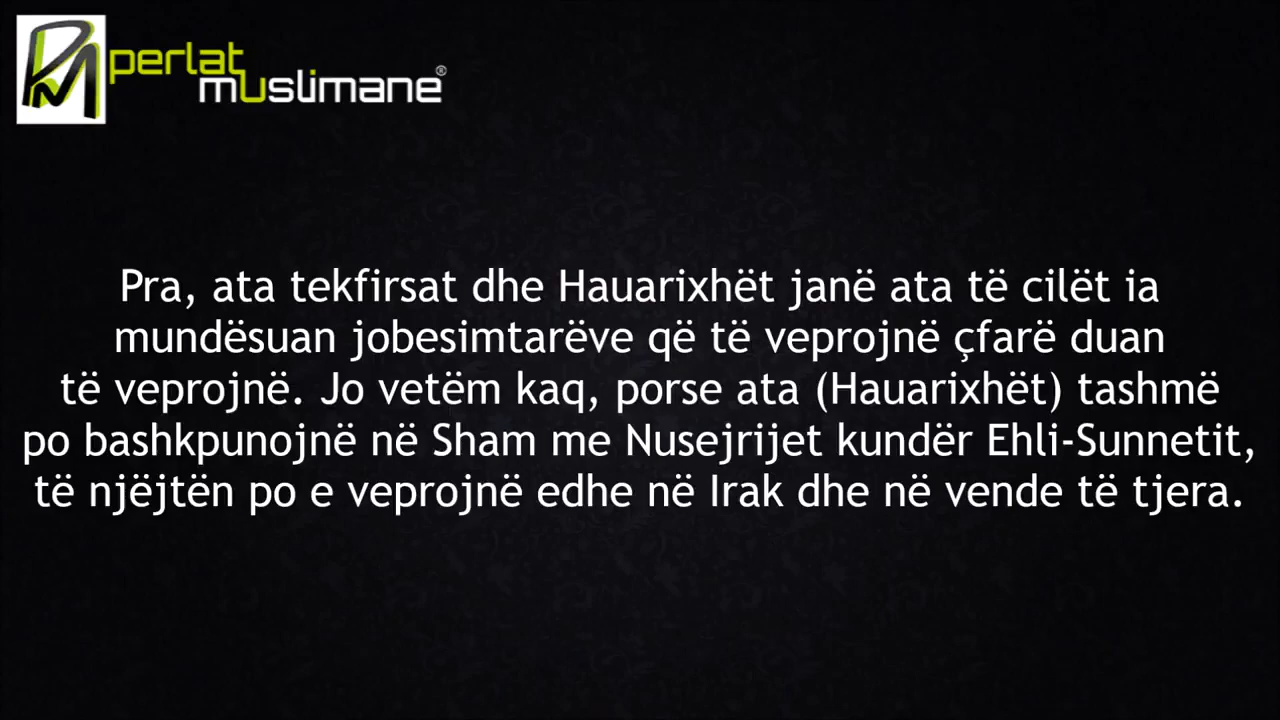 perlat
muslimane®
Pra, ata tekfirsat dhe Hauarixhët janë ata të cilët ia
mundësuan jobesimtarëve që të veprojnë çfarë duan
të veprojnë. Jo vetëm kaq, porse ata (Hauarixhët) tashmë
po bashkpunojnë në Sham me Nusejrijet kundër Ehli-Sunnetit,
të njëjtën po e veprojnë edhe në Irak dhe në vende të tjera.